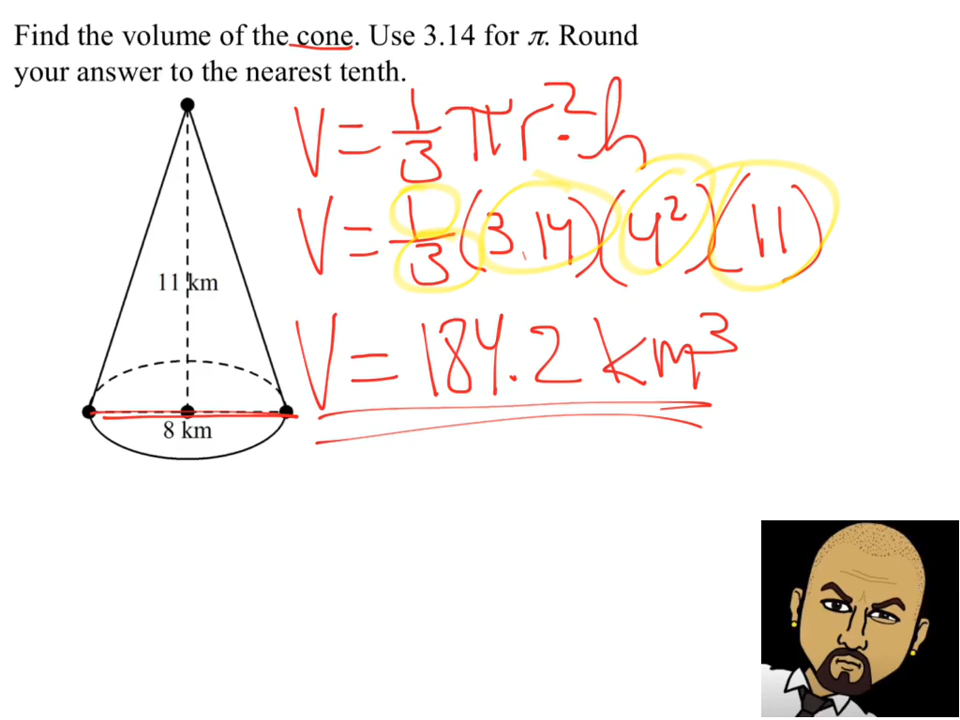 Find the volume of the cone. Use 3.14 for π. Round
your answer to the nearest tenth.
V = 1/3 πr²h
V = 1/3 (3.14)(4²)(11)
11 km
V = 184.2 km³
8 km